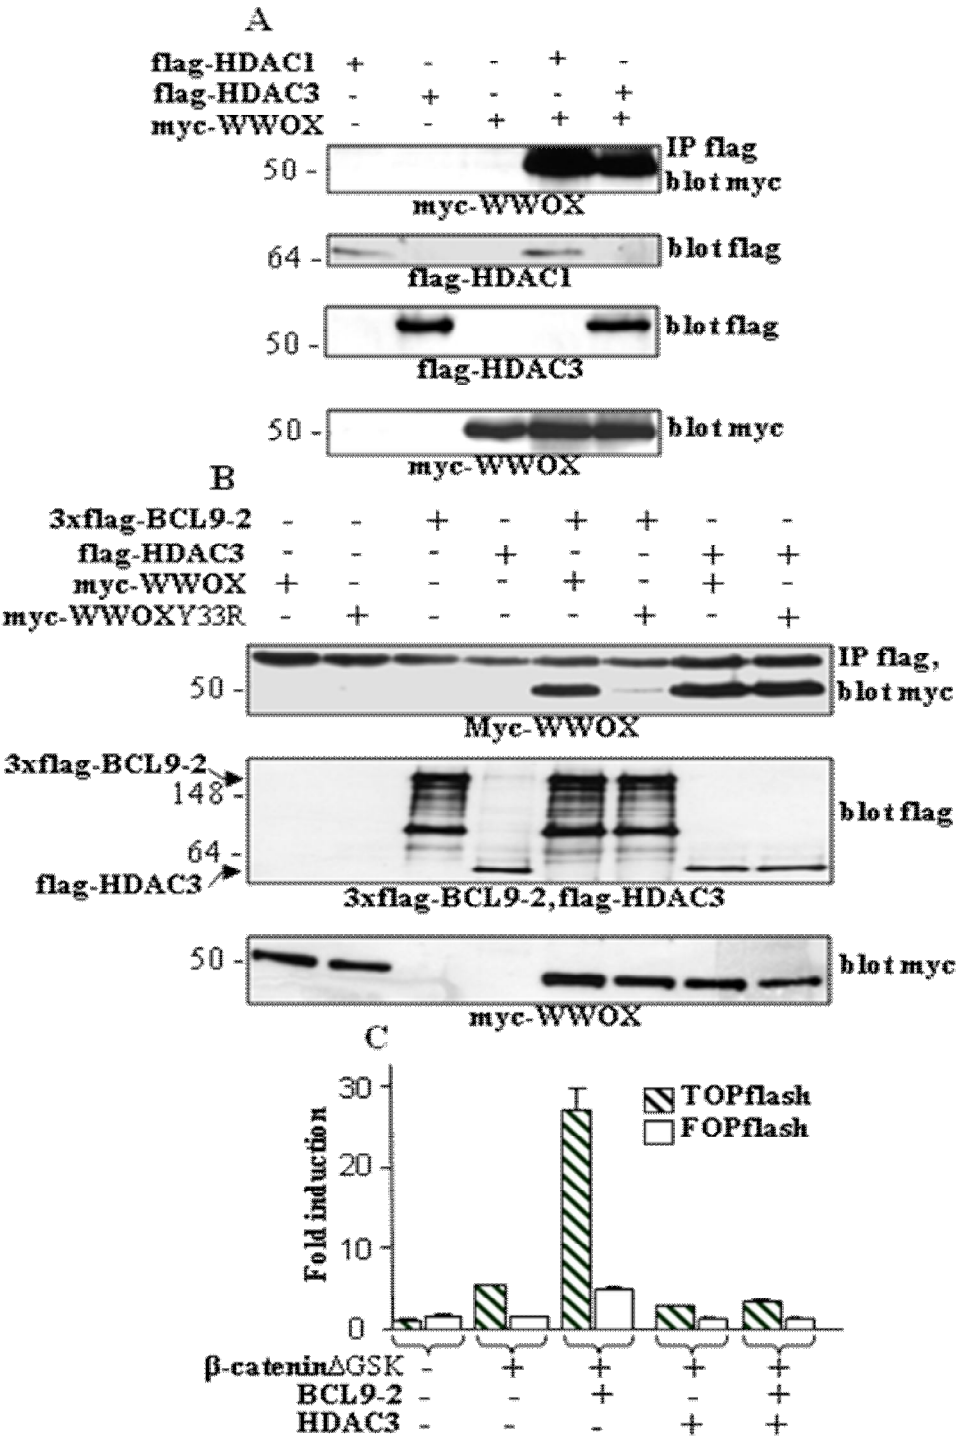 A
flag-HDAC1 + - - + -
flag-HDAC3 - + - - +
myc-WWOX - - + + +
50 - IP flag
blot myc
myc-WWOX
64 - blot flag
flag-HDAC1
50 - blot flag
flag-HDAC3
50 - blot myc
myc-WWOX
B
3xflag-BCL9-2 - - + - + + - -
flag-HDAC3 - - - + - - + +
myc-WWOX + - - - + - + -
myc-WWOXY33R - + - - - + - +
IP flag,
50 - blot myc
Myc-WWOX
3xflag-BCL9-2
148 -
blot flag
64 -
flag-HDAC3
3xflag-BCL9-2,flag-HDAC3
50 - blot myc
myc-WWOX
C
Fold induction
30
20
10
0
TOPflash
FOPflash
β-cateninΔGSK - + + + +
BCL9-2 - - + - +
HDAC3 - - - + +